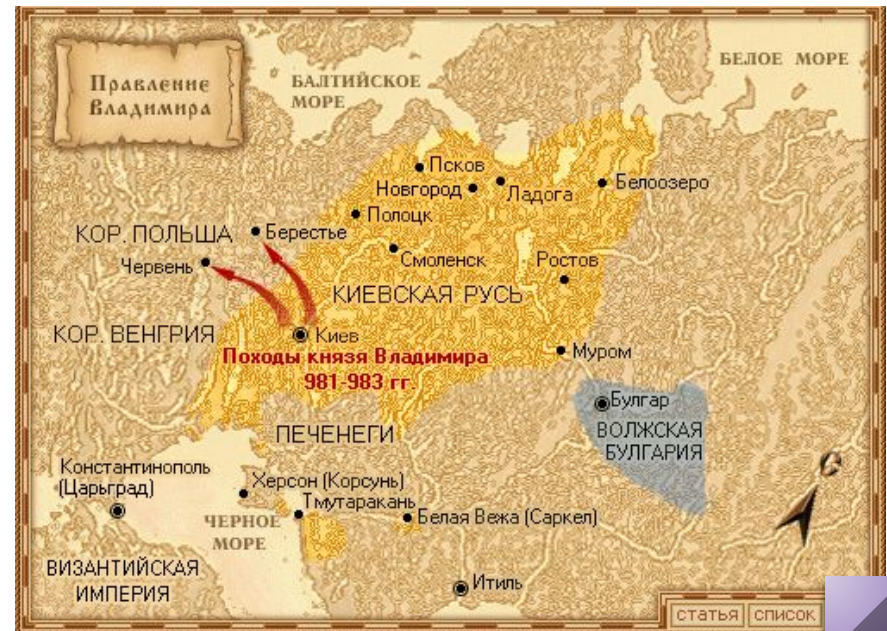 Правление
Владимира
БАЛТИЙСКОЕ
МОРЕ
БЕЛОЕ МОРЕ
Псков
Новгород
Ладога
Белоозеро
Полоцк
КОР. ПОЛЬША
Берестье
Червень
Смоленск
Ростов
КИЕВСКАЯ РУСЬ
КОР. ВЕНГРИЯ
Киев
Походы князя Владимира
981-983 гг.
Муром
Булгар
ВОЛЖСКАЯ
БУЛГАРИЯ
ПЕЧЕНЕГИ
Константинополь
(Царьград)
Херсон (Корсунь)
Тмутаракань
Белая Вежа (Саркел)
ЧЕРНОЕ
МОРЕ
ВИЗАНТИЙСКАЯ
ИМПЕРИЯ
Итиль
С
статья
список